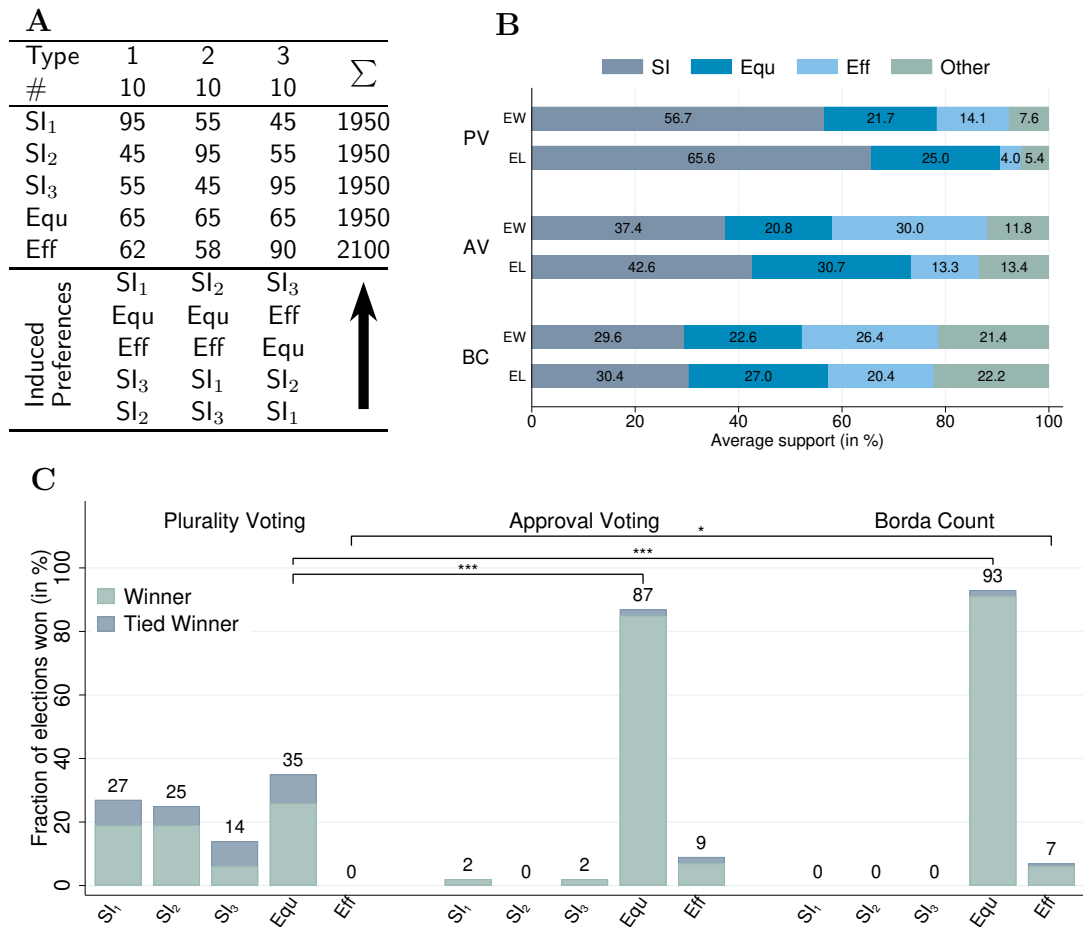 A
Type 1 2 3 ∑
# 10 10 10
SI₁ 95 55 45 1950
SI₂ 45 95 55 1950
SI₃ 55 45 95 1950
Equ 65 65 65 1950
Eff 62 58 90 2100
Induced
Preferences
SI₁ SI₂ SI₃
Equ Equ Eff
Eff Eff Equ
SI₃ SI₁ SI₂
SI₂ SI₃ SI₁
B
SI Equ Eff Other
PV
EW 56.7 21.7 14.1 7.6
EL 65.6 25.0 4.0 5.4
AV
EW 37.4 20.8 30.0 11.8
EL 42.6 30.7 13.3 13.4
BC
EW 29.6 22.6 26.4 21.4
EL 30.4 27.0 20.4 22.2
0 20 40 60 80 100
Average support (in %)
C
Plurality Voting Approval Voting Borda Count
*
***
***
Winner
Tied Winner
Fraction of elections won (in %)
100
80
60
40
20
0
27 25 14 35 0 2 0 2 87 9 0 0 0 93 7
SI₁ SI₂ SI₃ Equ Eff SI₁ SI₂ SI₃ Equ Eff SI₁ SI₂ SI₃ Equ Eff